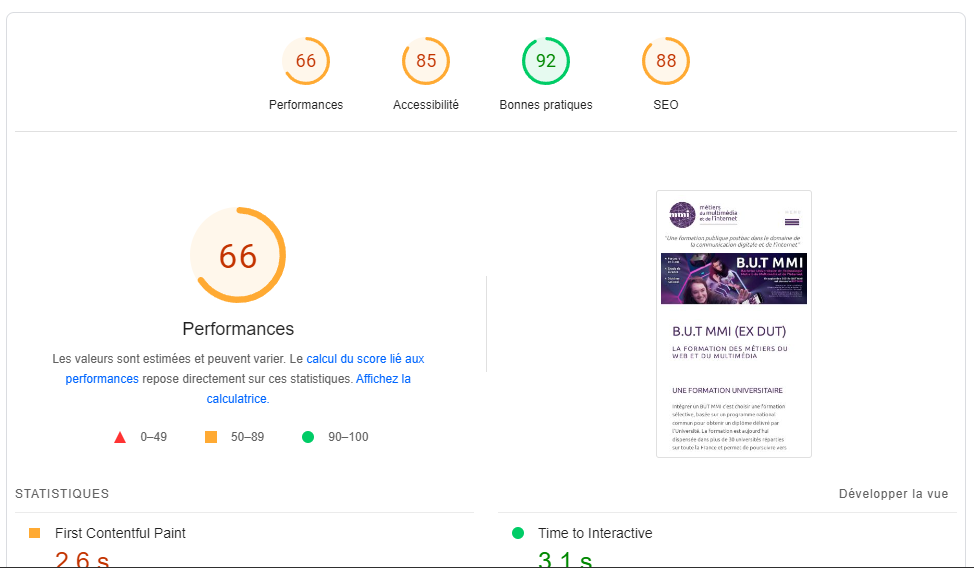 66
85
92
88
Performances
Accessibilité
Bonnes pratiques
SEO
66
Performances
Les valeurs sont estimées et peuvent varier. Le calcul du score lié aux
performances repose directement sur ces statistiques. Affichez la
calculatrice.
0–49
50–89
90–100
mmi
métiers
du multimédia
et de l'internet
"Une formation publique postbac dans le domaine de
la communication digitale et de l'internet"
B.U.T MMI
B.U.T MMI (EX DUT)
LA FORMATION DES MÉTIERS DU
WEB ET DU MULTIMÉDIA
UNE FORMATION UNIVERSITAIRE
Intégrer un BUT MMI c'est choisir une formation
sélective, basée sur un programme national
commun pour obtenir un diplôme délivré par
l'Université. La formation est aujourd'hui
dispensée dans plus de 30 universités réparties
sur toute la France et permet de poursuivre vers
STATISTIQUES
Développer la vue
First Contentful Paint
2,6 s
Time to Interactive
3,1 s